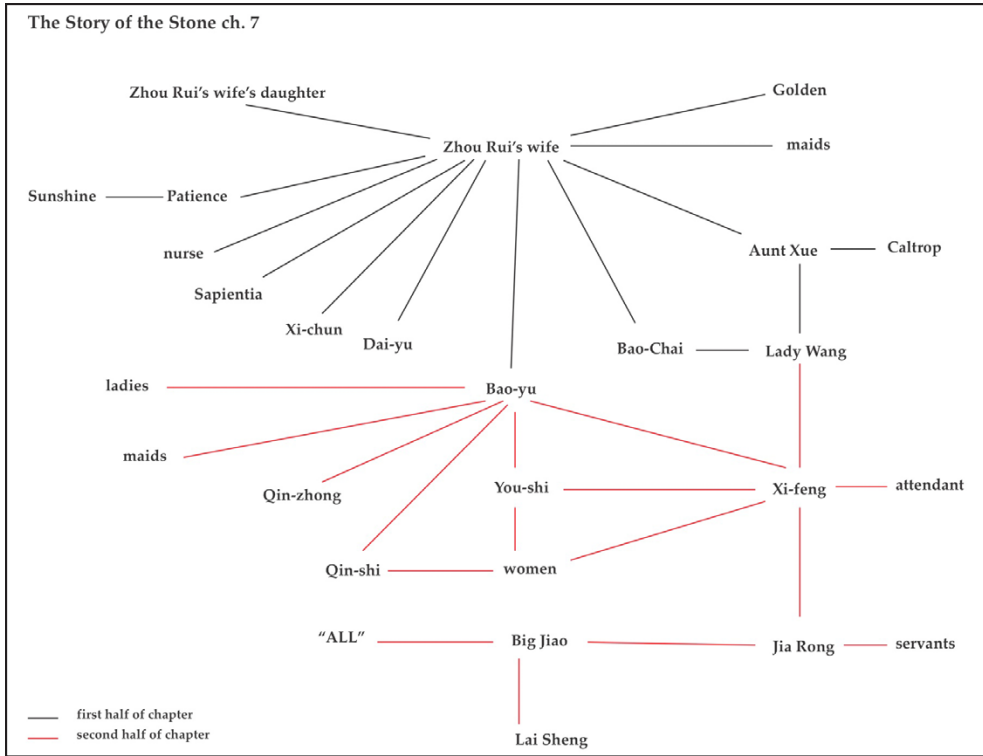 The Story of the Stone ch. 7
Zhou Rui's wife's daughter
Golden
Zhou Rui's wife
maids
Sunshine
Patience
nurse
Aunt Xue
Caltrop
Sapientia
Xi-chun
Dai-yu
Bao-Chai
Lady Wang
ladies
Bao-yu
maids
Qin-zhong
You-shi
Xi-feng
attendant
Qin-shi
women
“ALL”
Big Jiao
Jia Rong
servants
first half of chapter
second half of chapter
Lai Sheng